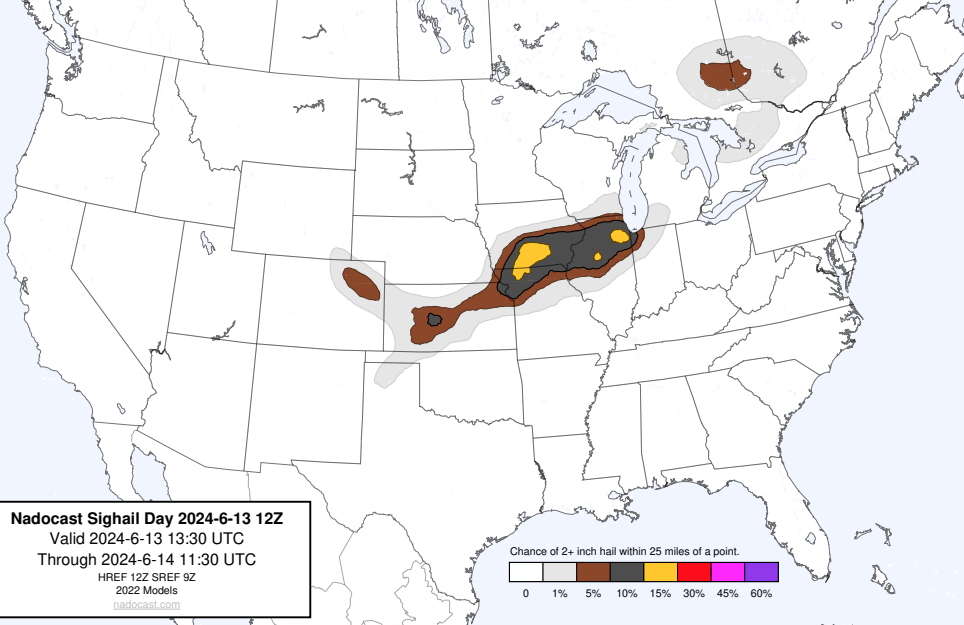 Nadocast Sighail Day 2024-6-13 12Z
Valid 2024-6-13 13:30 UTC
Through 2024-6-14 11:30 UTC
HREF 12Z SREF 9Z
2022 Models
nadocast.com
Chance of 2+ inch hail within 25 miles of a point.
0 1% 5% 10% 15% 30% 45% 60%